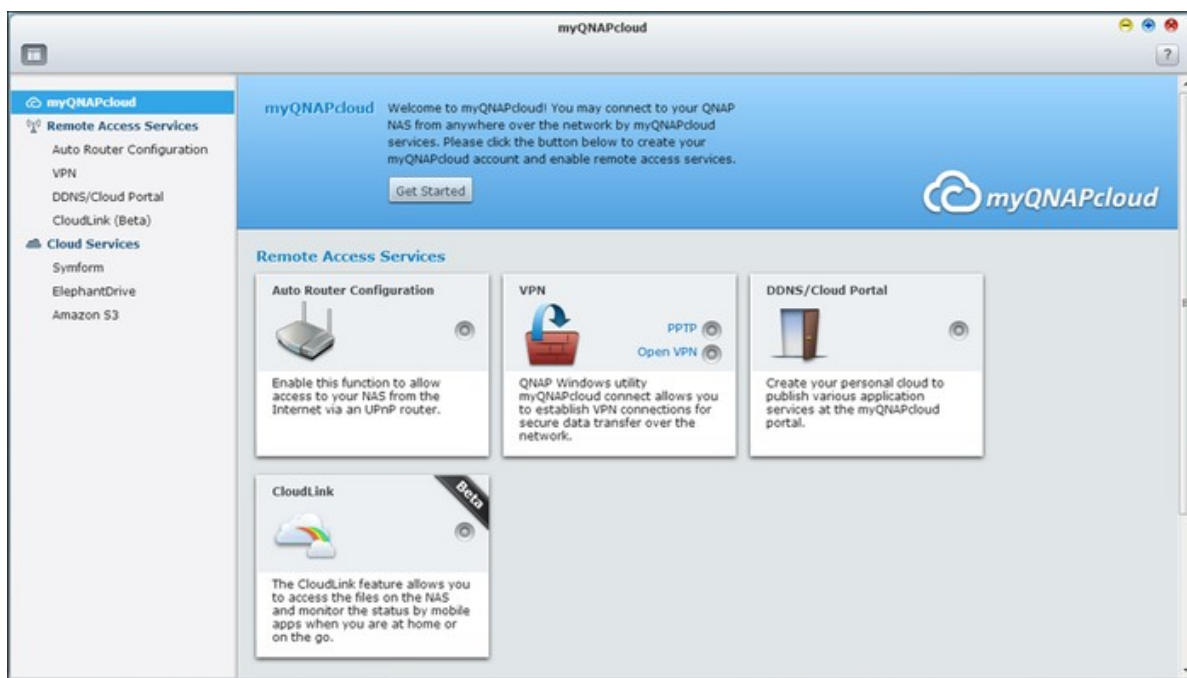 myQNAPcloud
?
myQNAPcloud
Remote Access Services
Auto Router Configuration
VPN
DDNS/Cloud Portal
CloudLink (Beta)
Cloud Services
Symform
ElephantDrive
Amazon S3
myQNAPcloud
Welcome to myQNAPcloud! You may connect to your QNAP
NAS from anywhere over the network by myQNAPcloud
services. Please click the button below to create your
myQNAPcloud account and enable remote access services.
Get Started
myQNAPcloud
Remote Access Services
Auto Router Configuration
Enable this function to allow
access to your NAS from the
Internet via an UPnP router.
VPN
PPTP
Open VPN
QNAP Windows utility
myQNAPcloud connect allows you
to establish VPN connections for
secure data transfer over the
network.
DDNS/Cloud Portal
Create your personal cloud to
publish various application
services at the myQNAPcloud
portal.
CloudLink
Beta
The CloudLink feature allows you
to access the files on the NAS
and monitor the status by mobile
apps when you are at home or
on the go.